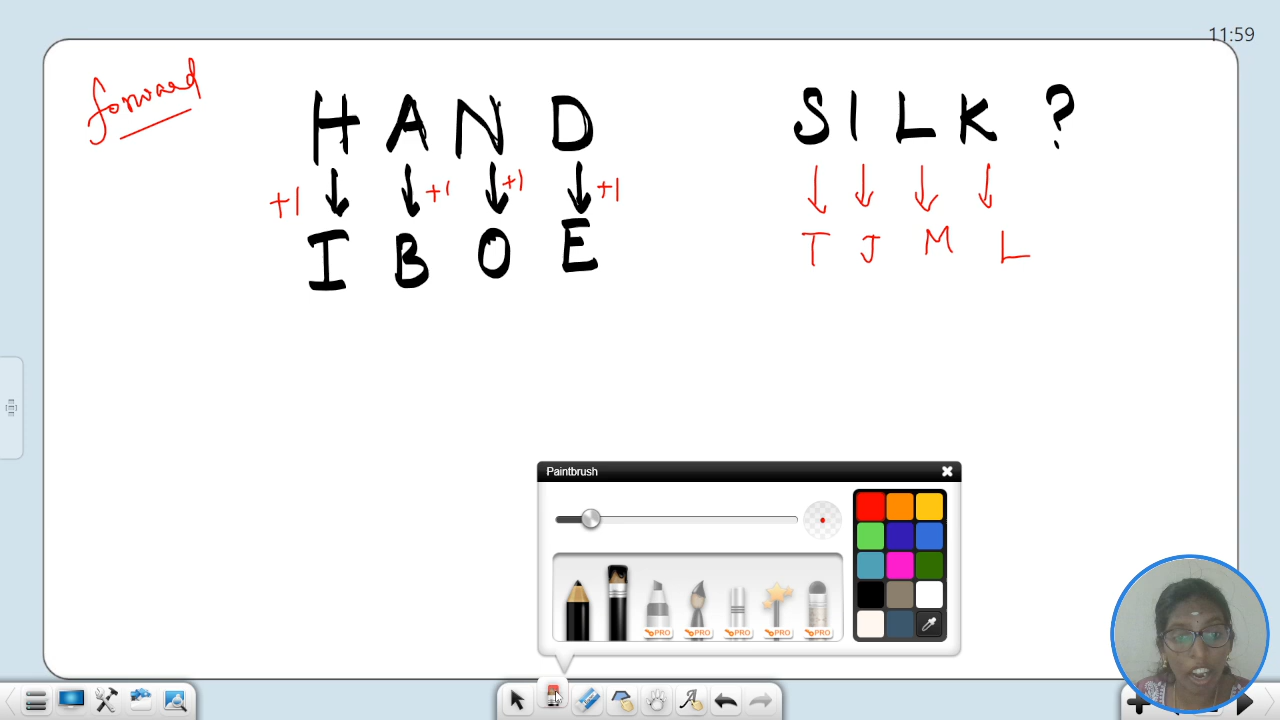 11:59
forward
H A N D
S I L K ?
+1 +1 +1 +1
I B O E
T J M L
Paintbrush
PRO PRO PRO PRO PRO